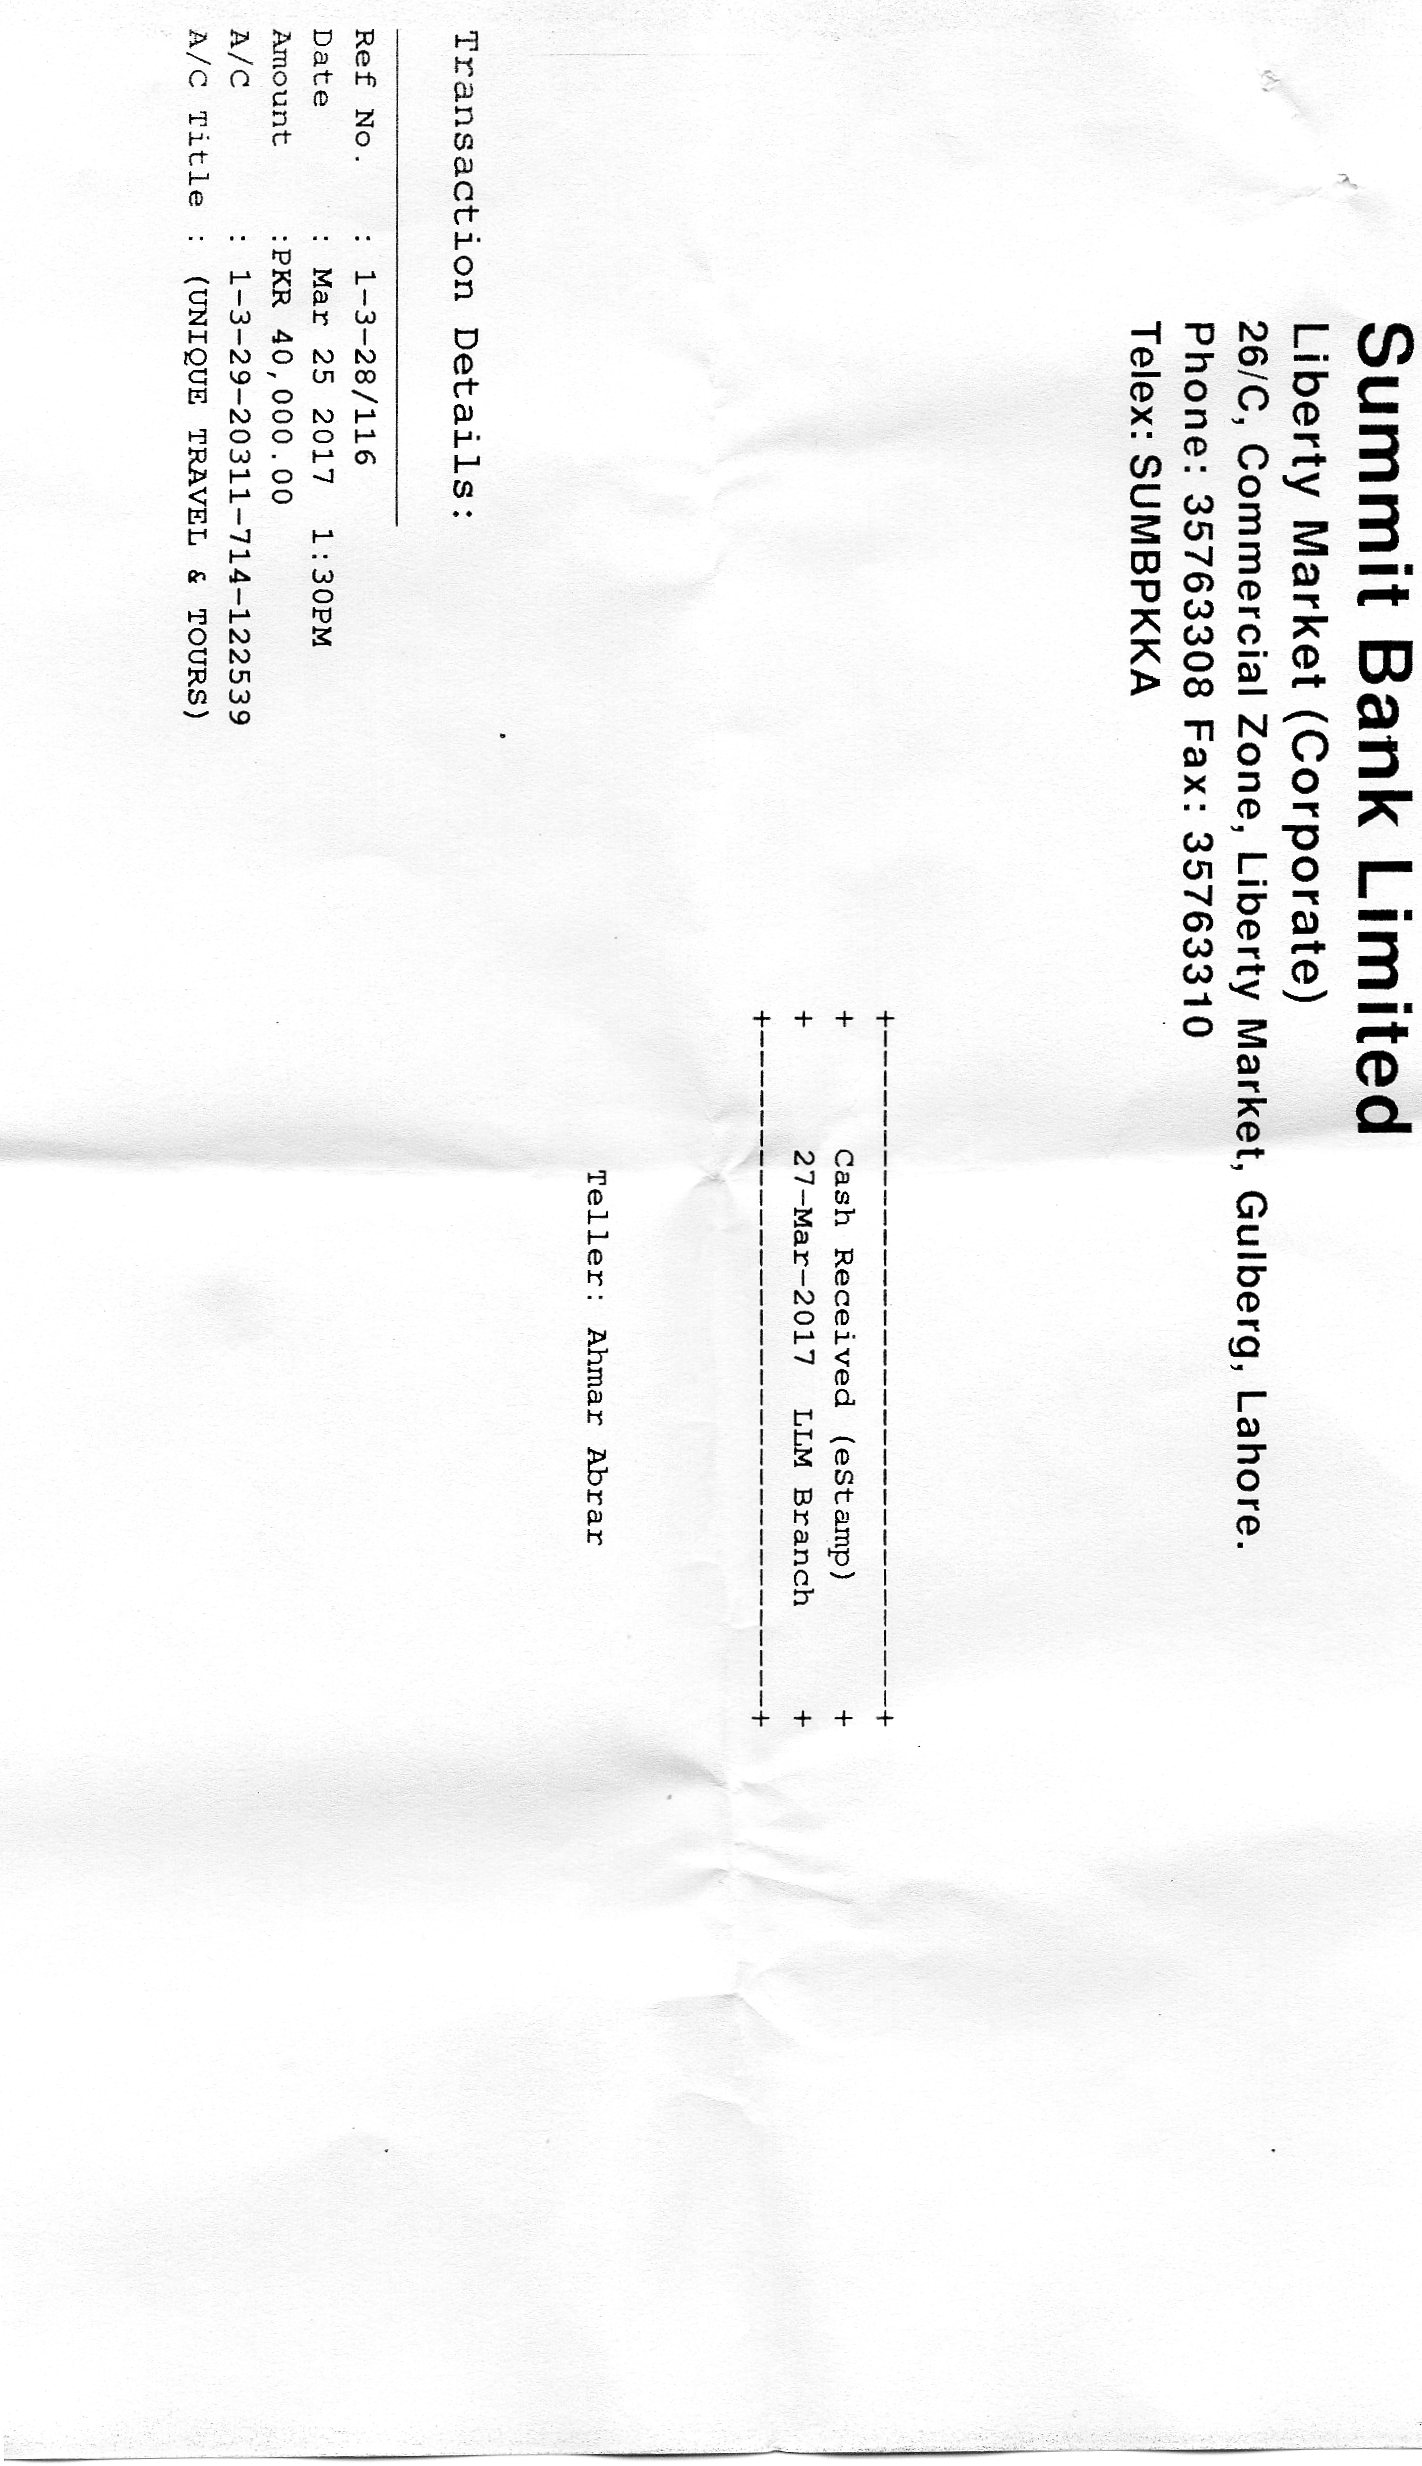 Summit Bank Limited
Liberty Market (Corporate)
26/C, Commercial Zone, Liberty Market, Gulberg, Lahore.
Phone: 35763308 Fax: 35763310
Telex: SUMBPKKA
+---------------------------------------------+
+ Cash Received (eStamp) +
+ 27-Mar-2017 LLM Branch +
+---------------------------------------------+
Teller: Ahmar Abrar
Transaction Details:
Ref No. : 1-3-28/116
Date : Mar 25 2017 1:30PM
Amount :PKR 40,000.00
A/C : 1-3-29-20311-714-122539
A/C Title : (UNIQUE TRAVEL & TOURS)